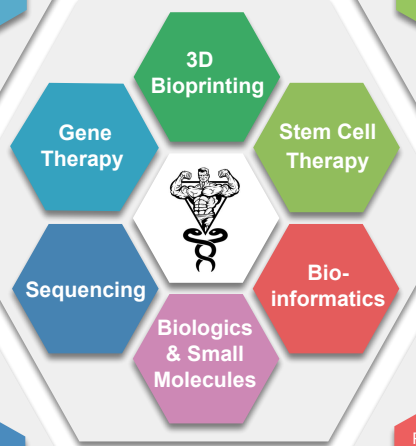 3D
Bioprinting
Gene
Therapy
Stem Cell
Therapy
Sequencing
Bio-
informatics
Biologics
& Small
Molecules